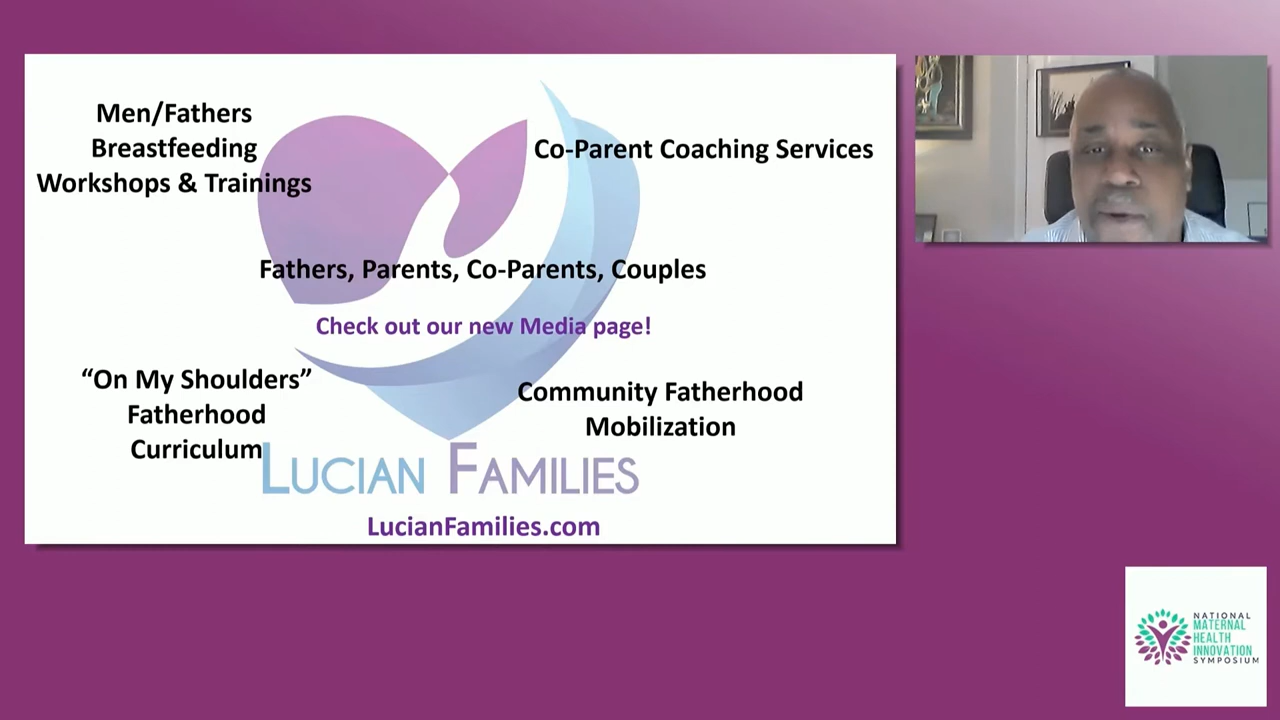 Men/Fathers
Breastfeeding
Workshops & Trainings
Co-Parent Coaching Services
Fathers, Parents, Co-Parents, Couples
Check out our new Media page!
“On My Shoulders”
Fatherhood
Curriculum
Community Fatherhood
Mobilization
LUCIAN FAMILIES
LucianFamilies.com
NATIONAL
MATERNAL
HEALTH
INNOVATION
SYMPOSIUM